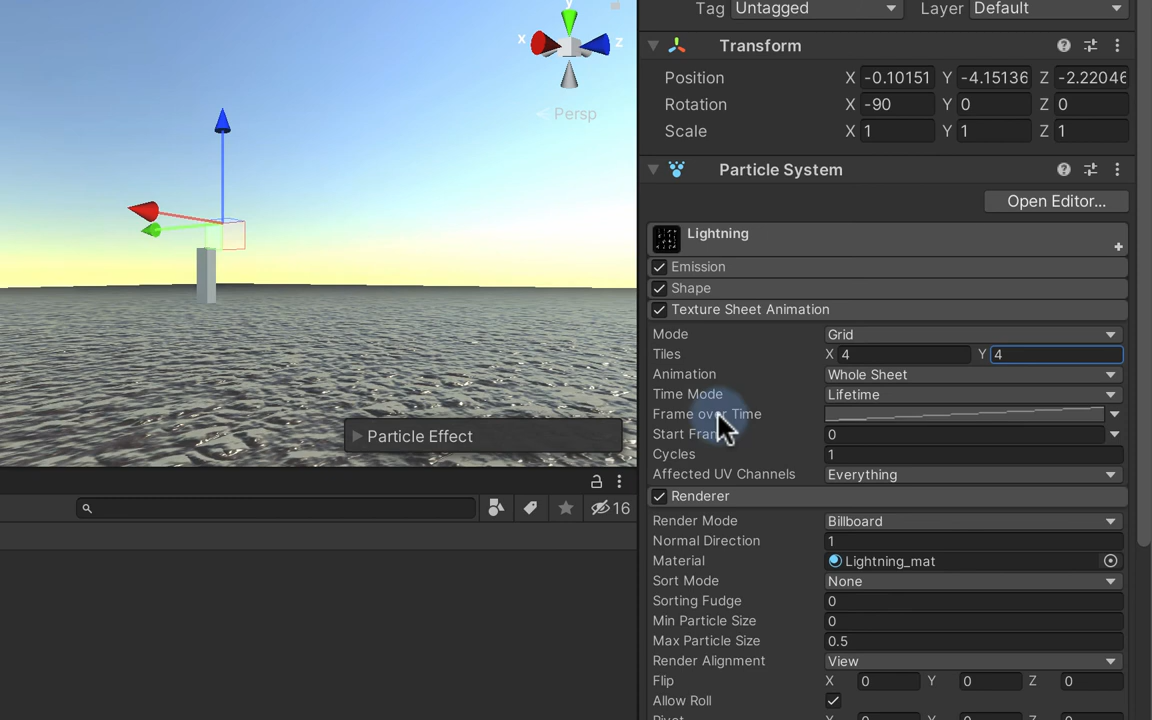 Tag Untagged Layer Default
y
x z
Transform
Persp
Position X -0.10151 Y -4.15136 Z -2.22046
Rotation X -90 Y 0 Z 0
Scale X 1 Y 1 Z 1
Particle System
Open Editor...
Lightning
Emission
Shape
Texture Sheet Animation
Mode Grid
Tiles X 4 Y 4
Animation Whole Sheet
Time Mode Lifetime
Frame over Time
Start Fram 0
Cycles 1
Affected UV Channels Everything
Particle Effect
16
Renderer
Render Mode Billboard
Normal Direction 1
Material Lightning_mat
Sort Mode None
Sorting Fudge 0
Min Particle Size 0
Max Particle Size 0.5
Render Alignment View
Flip X 0 Y 0 Z 0
Allow Roll